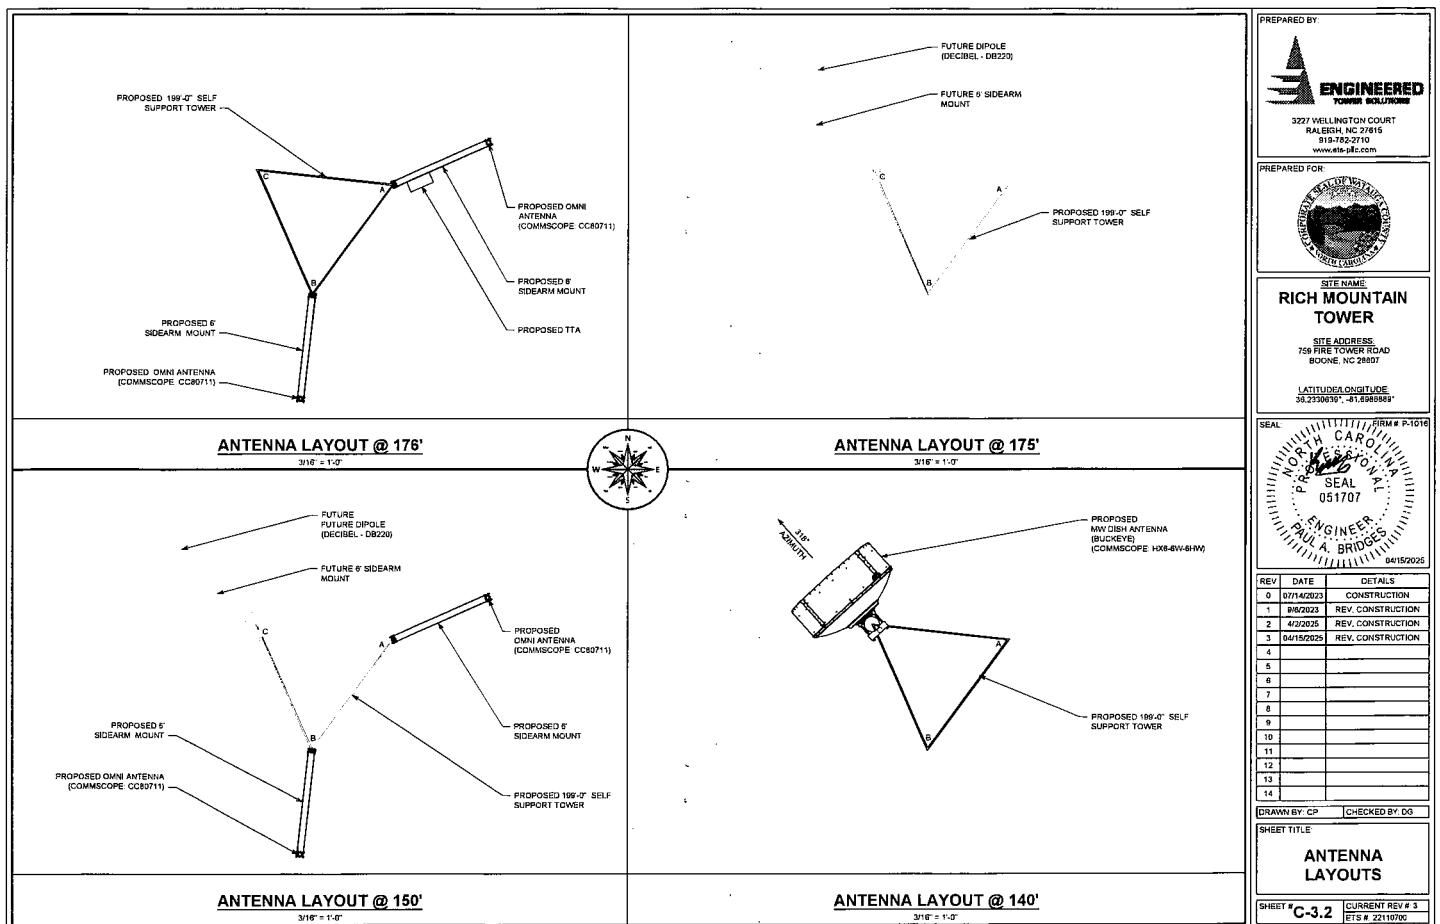 PROPOSED 199'-0" SELF
SUPPORT TOWER
C
A
B
PROPOSED OMNI
ANTENNA
(COMMSCOPE: CC80711)
PROPOSED 6'
SIDEARM MOUNT
PROPOSED TTA
PROPOSED 6'
SIDEARM MOUNT
PROPOSED OMNI ANTENNA
(COMMSCOPE: CC80711)
ANTENNA LAYOUT @ 176'
3/16" = 1'-0"
FUTURE DIPOLE
(DECIBEL - DB220)
FUTURE 6' SIDEARM
MOUNT
C
A
B
PROPOSED 199'-0" SELF
SUPPORT TOWER
ANTENNA LAYOUT @ 175'
3/16" = 1'-0"
N
W
E
S
FUTURE
FUTURE DIPOLE
(DECIBEL - DB220)
FUTURE 6' SIDEARM
MOUNT
C
A
B
PROPOSED
OMNI ANTENNA
(COMMSCOPE: CC80711)
PROPOSED 6'
SIDEARM MOUNT
PROPOSED 6'
SIDEARM MOUNT
PROPOSED OMNI ANTENNA
(COMMSCOPE: CC80711)
PROPOSED 199'-0" SELF
SUPPORT TOWER
ANTENNA LAYOUT @ 150'
3/16" = 1'-0"
318°
AZIMUTH
PROPOSED
MW DISH ANTENNA
(BUCKEYE)
(COMMSCOPE: HX6-6W-6HW)
A
B
PROPOSED 199'-0" SELF
SUPPORT TOWER
ANTENNA LAYOUT @ 140'
3/16" = 1'-0"
PREPARED BY:
ENGINEERED
TOWER SOLUTIONS
3227 WELLINGTON COURT
RALEIGH, NC 27615
919-782-2710
www.ets-pllc.com
PREPARED FOR:
CORPORATE SEAL OF WATAUGA COUNTY
NORTH CAROLINA
SITE NAME:
RICH MOUNTAIN
TOWER
SITE ADDRESS:
759 FIRE TOWER ROAD
BOONE, NC 28607
LATITUDE/LONGITUDE:
SEAL:
FIRM #: P-1016
NORTH CAROLINA
PROFESSIONAL
SEAL
051707
ENGINEER
PAUL A. BRIDGES
04/15/2025
REV DATE DETAILS
0 07/14/2023 CONSTRUCTION
1 9/6/2023 REV. CONSTRUCTION
2 4/2/2025 REV. CONSTRUCTION
3 04/15/2025 REV. CONSTRUCTION
4
5
6
7
8
9
10
11
12
13
14
DRAWN BY: CP CHECKED BY: DG
SHEET TITLE:
ANTENNA
LAYOUTS
SHEET # C-3.2
CURRENT REV #: 3
ETS #: 22110700